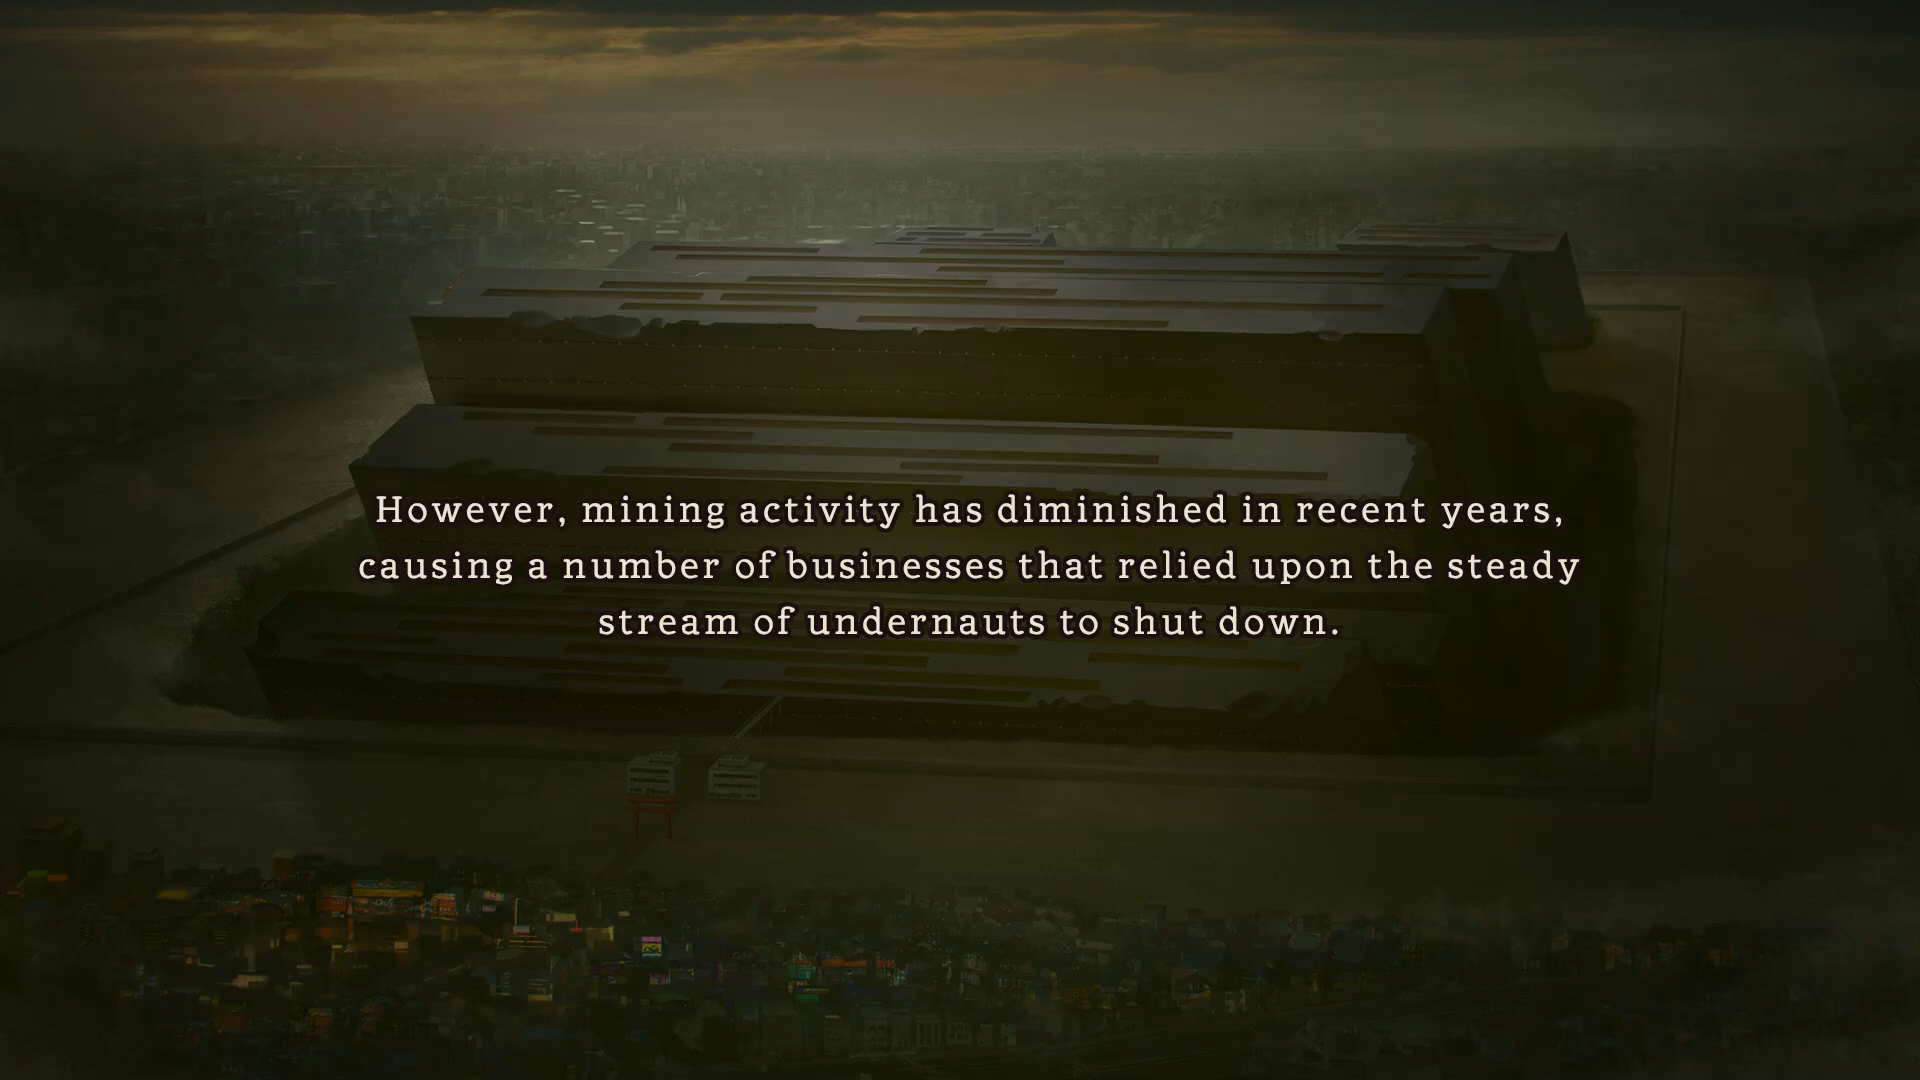 However, mining activity has diminished in recent years,
causing a number of businesses that relied upon the steady
stream of undernauts to shut down.